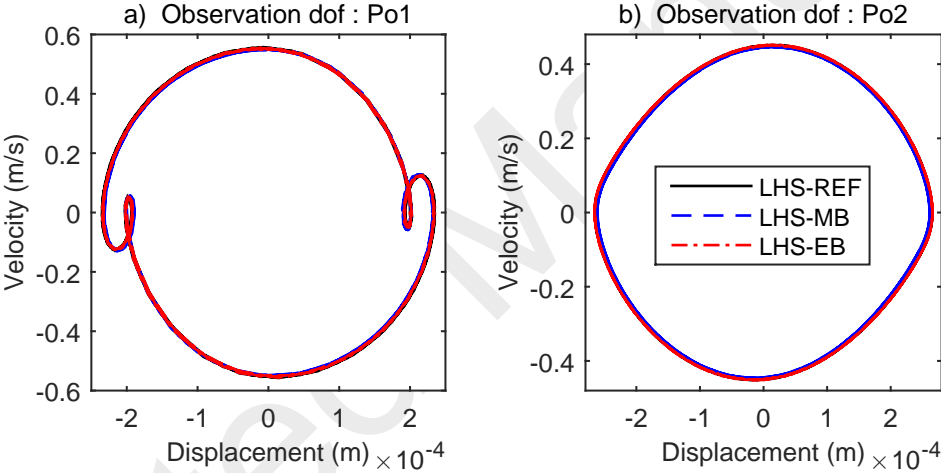 a) Observation dof : Po1
0.6
0.4
0.2
0
-0.2
-0.4
-0.6
Velocity (m/s)
-2 -1 0 1 2
Displacement (m) ×10-4
b) Observation dof : Po2
0.4
0.2
0
-0.2
-0.4
Velocity (m/s)
LHS-REF
LHS-MB
LHS-EB
-2 -1 0 1 2
Displacement (m) ×10-4